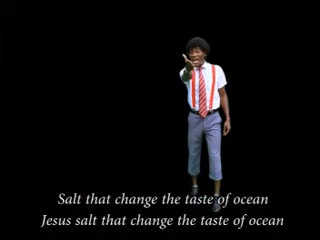 Salt that change the taste of ocean
Jesus salt that change the taste of ocean